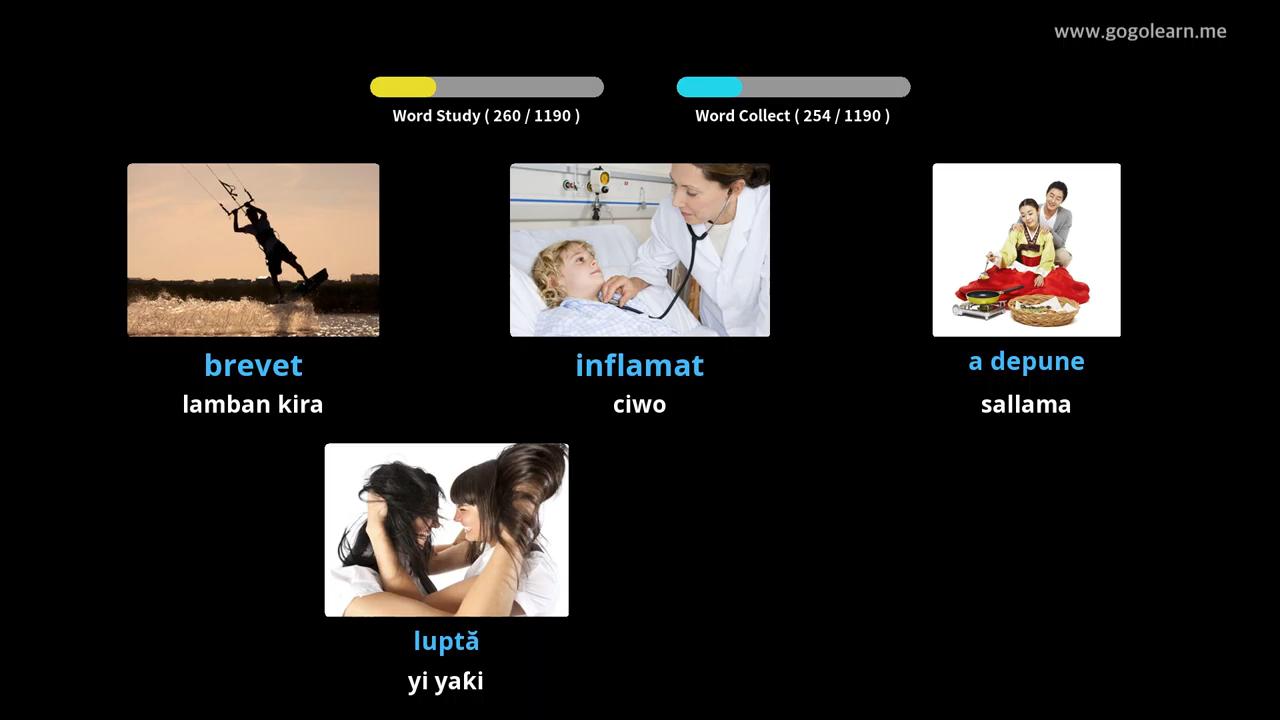 www.gogolearn.me
Word Study ( 260 / 1190 )
Word Collect ( 254 / 1190 )
brevet
lamban kira
inflamat
ciwo
a depune
sallama
luptă
yi yaƙi